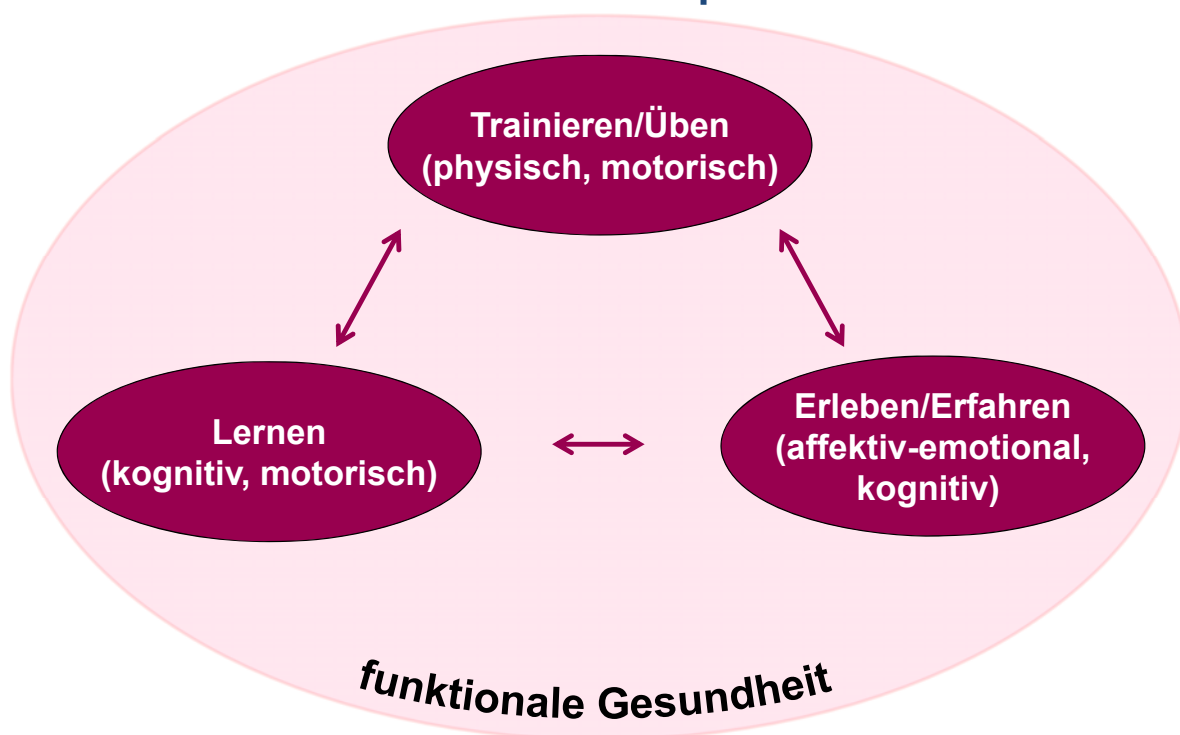 Trainieren/Üben
(physisch, motorisch)
Lernen
(kognitiv, motorisch)
Erleben/Erfahren
(affektiv-emotional,
kognitiv)
funktionale Gesundheit